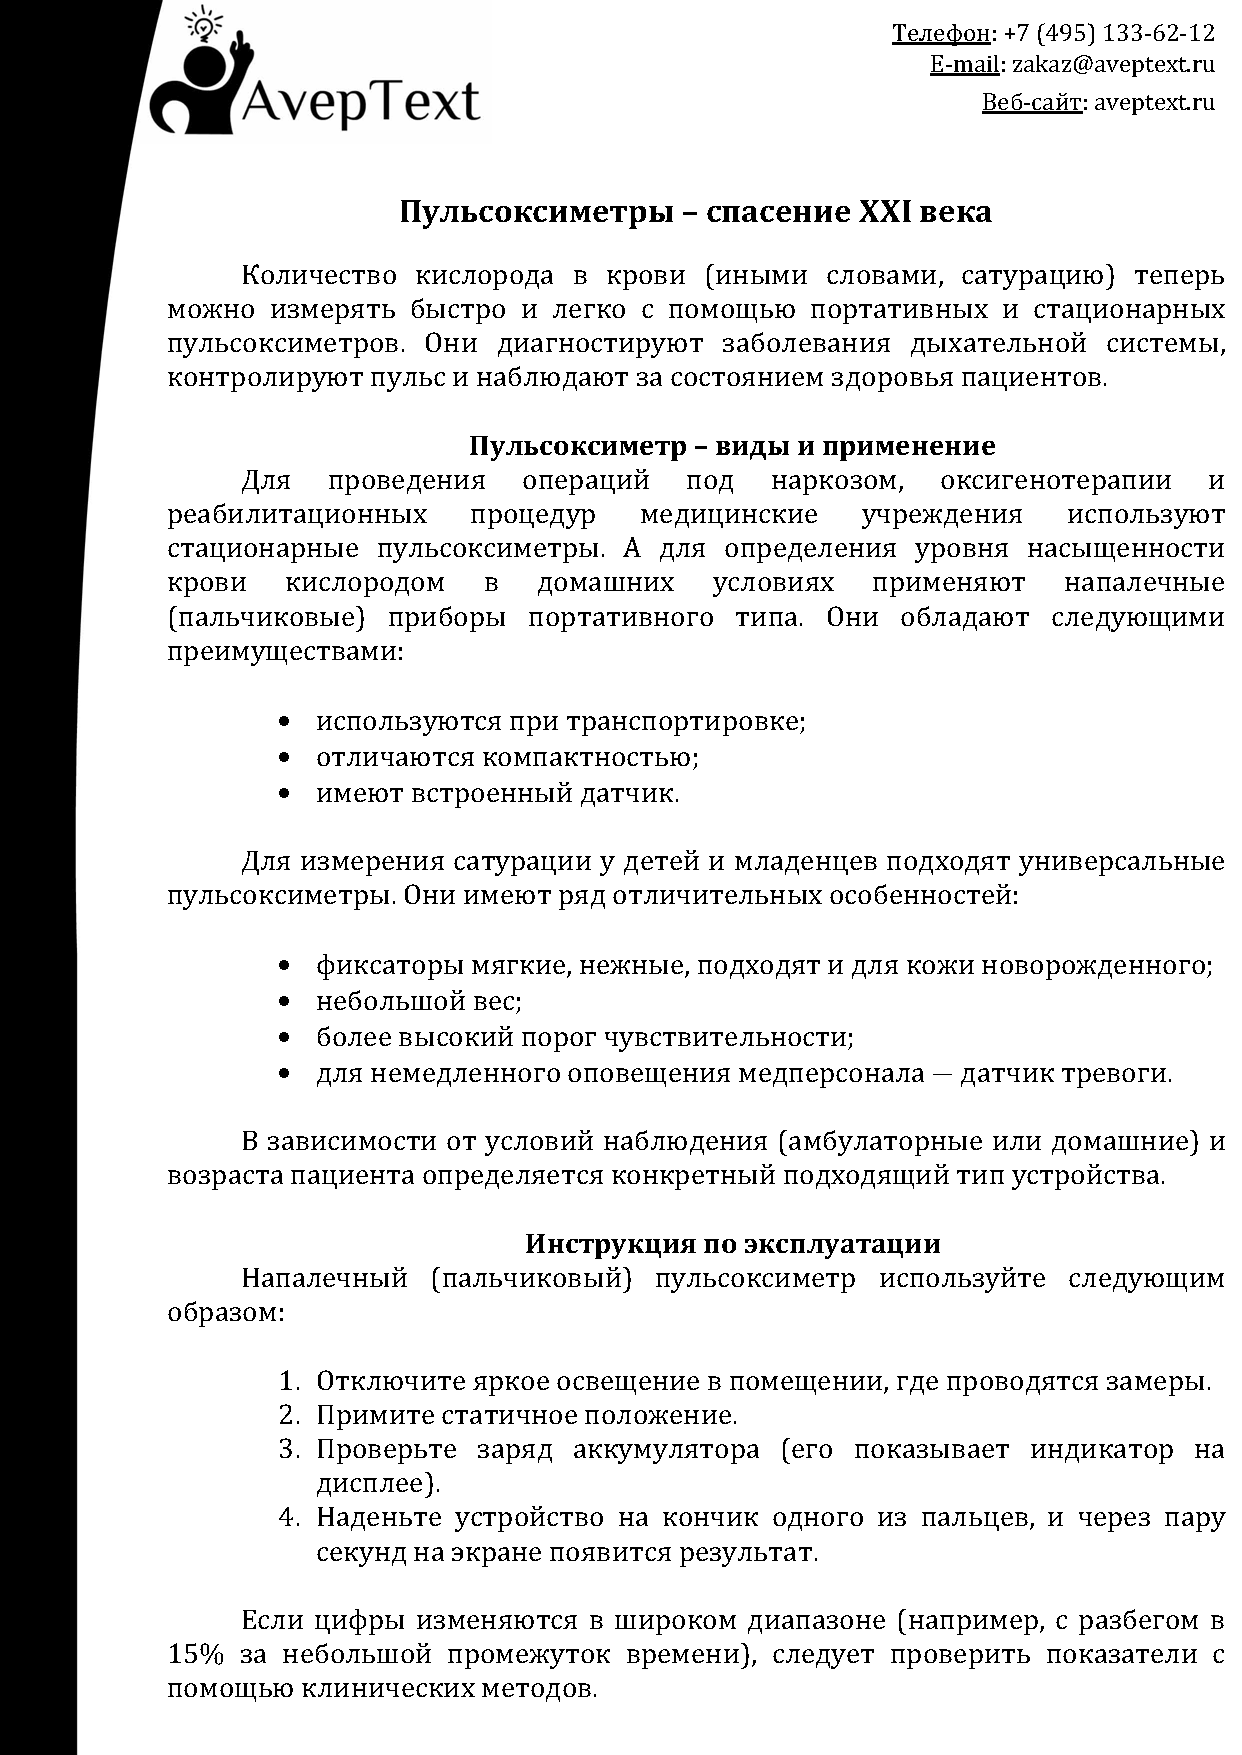 AvepText
Телефон: +7 (495) 133-62-12
E-mail: zakaz@aveptext.ru
Веб-сайт: aveptext.ru
Пульсоксиметры – спасение XXI века
Количество кислорода в крови (иными словами, сатурацию) теперь
можно измерять быстро и легко с помощью портативных и стационарных
пульсоксиметров. Они диагностируют заболевания дыхательной системы,
контролируют пульс и наблюдают за состоянием здоровья пациентов.
Пульсоксиметр – виды и применение
Для проведения операций под наркозом, оксигенотерапии и
реабилитационных процедур медицинские учреждения используют
стационарные пульсоксиметры. А для определения уровня насыщенности
крови кислородом в домашних условиях применяют напалечные
(пальчиковые) приборы портативного типа. Они обладают следующими
преимуществами:
• используются при транспортировке;
• отличаются компактностью;
• имеют встроенный датчик.
Для измерения сатурации у детей и младенцев подходят универсальные
пульсоксиметры. Они имеют ряд отличительных особенностей:
• фиксаторы мягкие, нежные, подходят и для кожи новорожденного;
• небольшой вес;
• более высокий порог чувствительности;
• для немедленного оповещения медперсонала — датчик тревоги.
В зависимости от условий наблюдения (амбулаторные или домашние) и
возраста пациента определяется конкретный подходящий тип устройства.
Инструкция по эксплуатации
Напалечный (пальчиковый) пульсоксиметр используйте следующим
образом:
1. Отключите яркое освещение в помещении, где проводятся замеры.
2. Примите статичное положение.
3. Проверьте заряд аккумулятора (его показывает индикатор на
дисплее).
4. Наденьте устройство на кончик одного из пальцев, и через пару
секунд на экране появится результат.
Если цифры изменяются в широком диапазоне (например, с разбегом в
15% за небольшой промежуток времени), следует проверить показатели с
помощью клинических методов.